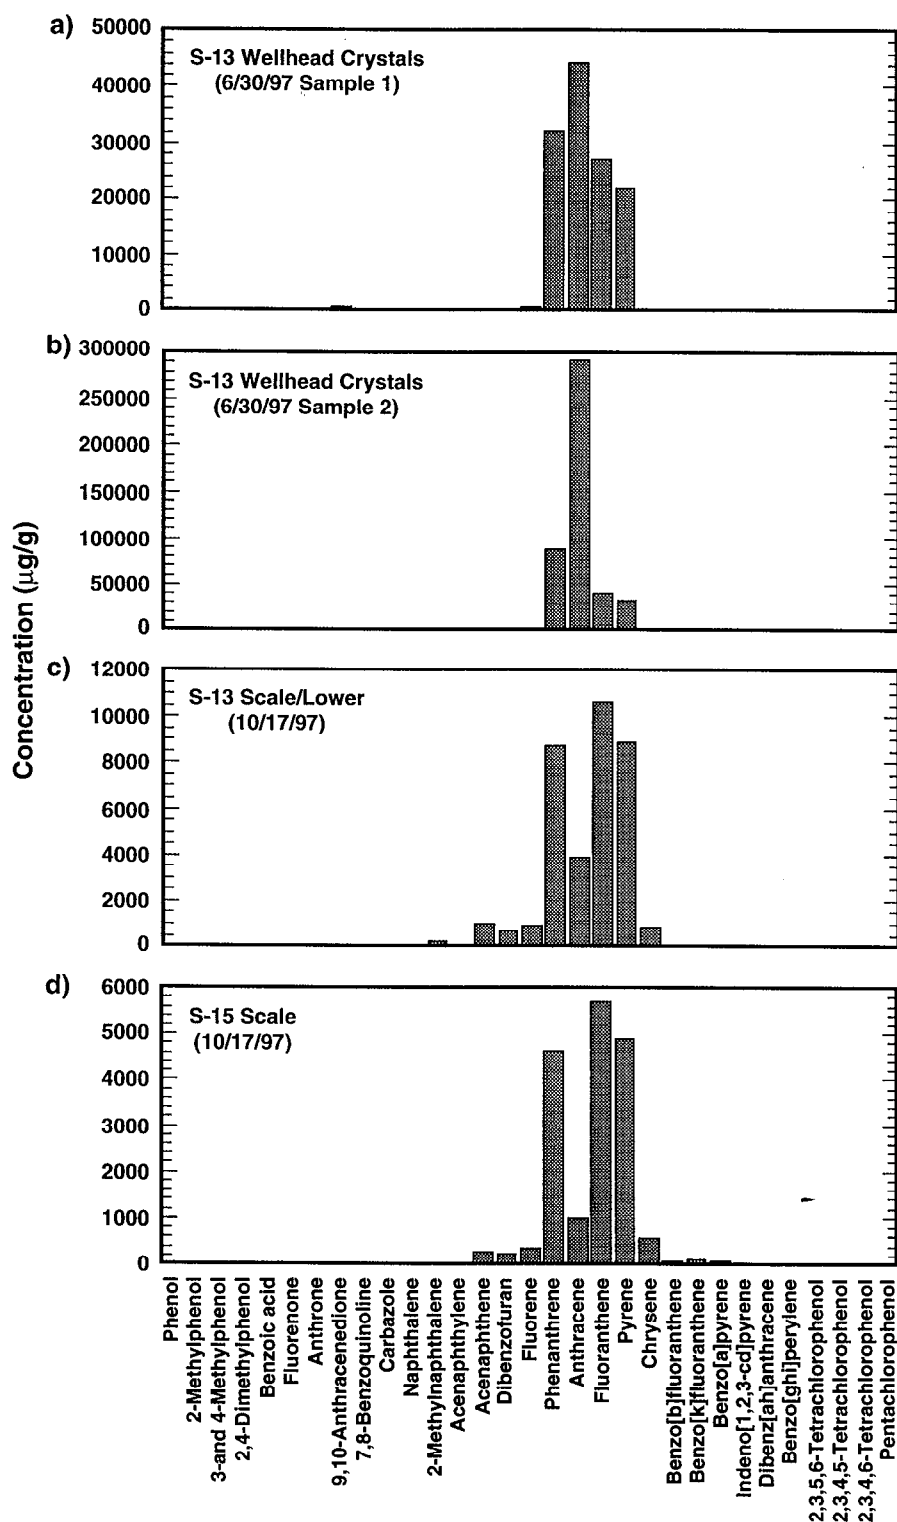 a)
50000
40000
30000
20000
10000
0
S-13 Wellhead Crystals
(6/30/97 Sample 1)
b)
300000
250000
200000
150000
100000
50000
0
S-13 Wellhead Crystals
(6/30/97 Sample 2)
Concentration (µg/g)
c)
12000
10000
8000
6000
4000
2000
0
S-13 Scale/Lower
(10/17/97)
d)
6000
5000
4000
3000
2000
1000
0
S-15 Scale
(10/17/97)
Phenol
2-Methylphenol
3-and 4-Methylphenol
2,4-Dimethylphenol
Benzoic acid
Fluorenone
Anthrone
9,10-Anthracenedione
7,8-Benzoquinoline
Carbazole
Naphthalene
2-Methylnaphthalene
Acenaphthylene
Acenaphthene
Dibenzofuran
Fluorene
Phenanthrene
Anthracene
Fluoranthene
Pyrene
Chrysene
Benzo[b]fluoranthene
Benzo[k]fluoranthene
Benzo[a]pyrene
Indeno[1,2,3-cd]pyrene
Dibenz[ah]anthracene
Benzo[ghi]perylene
2,3,5,6-Tetrachlorophenol
2,3,4,5-Tetrachlorophenol
2,3,4,6-Tetrachlorophenol
Pentachlorophenol